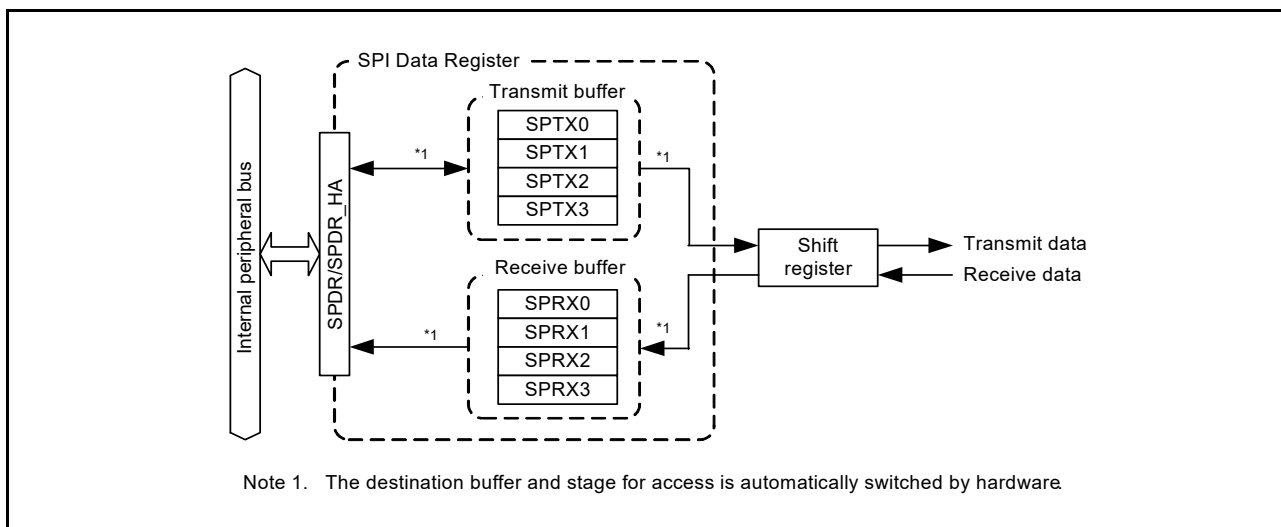 SPI Data Register
Transmit buffer
SPTX0
SPTX1
SPTX2
SPTX3
*1
*1
Internal peripheral bus
SPDR/SPDR_HA
Shift
register
Transmit data
Receive data
Receive buffer
SPRX0
SPRX1
SPRX2
SPRX3
*1
*1
Note 1. The destination buffer and stage for access is automatically switched by hardware.